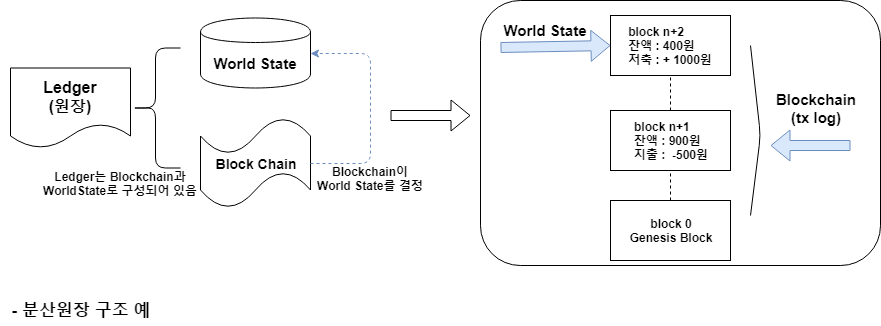 Ledger
(원장)
World State
Block Chain
Ledger는 Blockchain과
World State로 구성되어 있음
Blockchain이
World State를 결정
World State
block n+2
잔액 : 400원
저축 : + 1000원
block n+1
잔액 : 900원
지출 :  -500원
block 0
Genesis Block
Blockchain
(tx log)
- 분산원장 구조 예